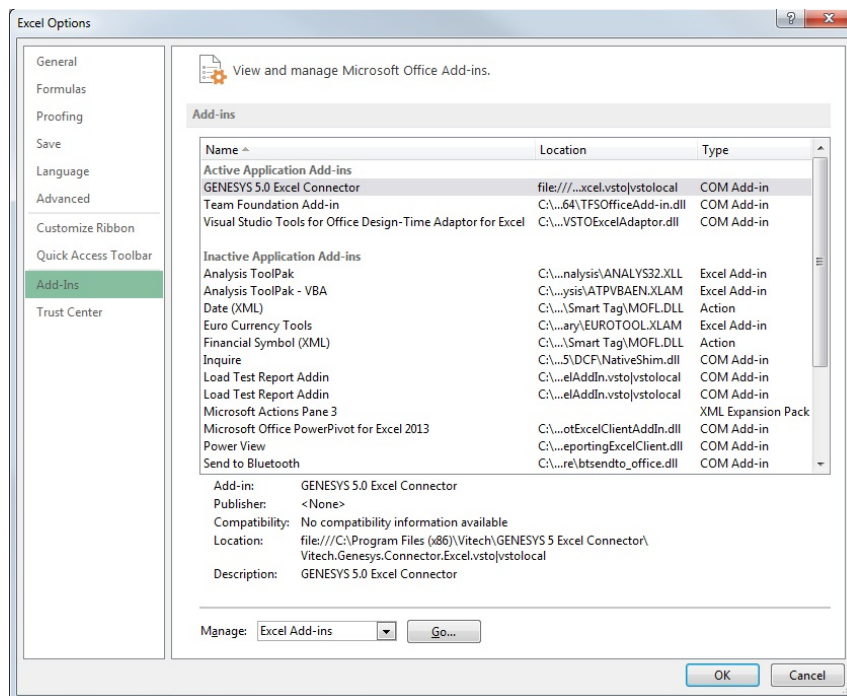 Excel Options
General
Formulas
Proofing
Save
Language
Advanced
Customize Ribbon
Quick Access Toolbar
Add-Ins
Trust Center
View and manage Microsoft Office Add-ins.
Add-ins
Name Location Type
Active Application Add-ins
GENESYS 5.0 Excel Connector file:///...xcel.vsto|vstolocal COM Add-in
Team Foundation Add-in C:\...64\TFSOfficeAdd-in.dll COM Add-in
Visual Studio Tools for Office Design-Time Adaptor for Excel C:\...VSTOExcelAdaptor.dll COM Add-in
Inactive Application Add-ins
Analysis ToolPak C:\...nalysis\ANALYS32.XLL Excel Add-in
Analysis ToolPak - VBA C:\...ysis\ATPVBAEN.XLAM Excel Add-in
Date (XML) C:\...\Smart Tag\MOFL.DLL Action
Euro Currency Tools C:\...ary\EUROTOOL.XLAM Excel Add-in
Financial Symbol (XML) C:\...\Smart Tag\MOFL.DLL Action
Inquire C:\...5\DCF\NativeShim.dll COM Add-in
Load Test Report Addin C:\...elAddIn.vsto|vstolocal COM Add-in
Load Test Report Addin C:\...elAddIn.vsto|vstolocal COM Add-in
Microsoft Actions Pane 3 XML Expansion Pack
Microsoft Office PowerPivot for Excel 2013 C:\...otExcelClientAddIn.dll COM Add-in
Power View C:\...eportingExcelClient.dll COM Add-in
Send to Bluetooth C:\...re\btsendto_office.dll COM Add-in
Add-in: GENESYS 5.0 Excel Connector
Publisher: <None>
Compatibility: No compatibility information available
Location: file:///C:\Program Files (x86)\Vitech\GENESYS 5 Excel Connector\
Vitech.Genesys.Connector.Excel.vsto|vstolocal
Description: GENESYS 5.0 Excel Connector
Manage: Excel Add-ins Go...
OK Cancel